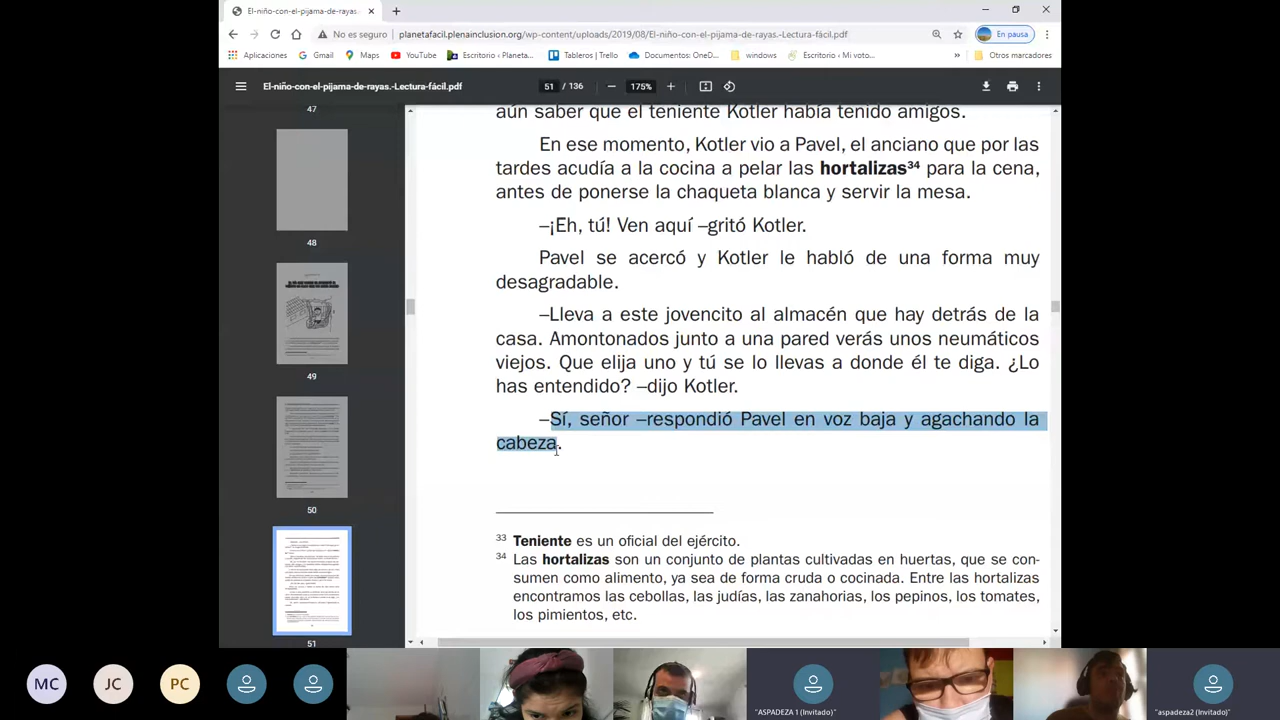 El-niño-con-el-pijama-de-rayas.
No es seguro
planetafacil.plenainclusion.org/wp-content/uploads/2019/08/El-niño-con-el-pijama-de-rayas.-Lectura-fácil.pdf
En pausa
Aplicaciones
Gmail
Maps
YouTube
Escritorio < Planeta...
Tableros | Trello
Documentos: OneD...
windows
Escritorio ‹ Mi voto...
»
Otros marcadores
El-niño-con-el-pijama-de-rayas.-Lectura-fácil.pdf
51 / 136
175%
47
48
49
50
51
aún saber que el teniente Kotler había tenido amigos.
En ese momento, Kotler vio a Pavel, el anciano que por las
tardes acudía a la cocina a pelar las hortalizas³⁴ para la cena,
antes de ponerse la chaqueta blanca y servir la mesa.
–¡Eh, tú! Ven aquí –gritó Kotler.
Pavel se acercó y Kotler le habló de una forma muy
desagradable.
–Lleva a este jovencito al almacén que hay detrás de la
casa. Amontonados junto a una pared verás unos neumáticos
viejos. Que elija uno y tú se lo llevas a donde él te diga. ¿Lo
has entendido? –dijo Kotler.
–Sí, señor –respondió Pavel en voz baja y agachando la
cabeza.
33 Teniente es un oficial del ejército.
34 Las hortalizas son un conjunto de plantas cultivadas en huertas, que se con-
sumen como alimento, ya sea de forma cruda o cocinada. Entre las hortalizas
encontramos las cebollas, las judías, las zanahorias, los pepinos, los tomates,
los pimientos, etc.
MC
JC
PC
"ASPADEZA 1 (Invitado)"
"aspadeza2 (Invitado)"